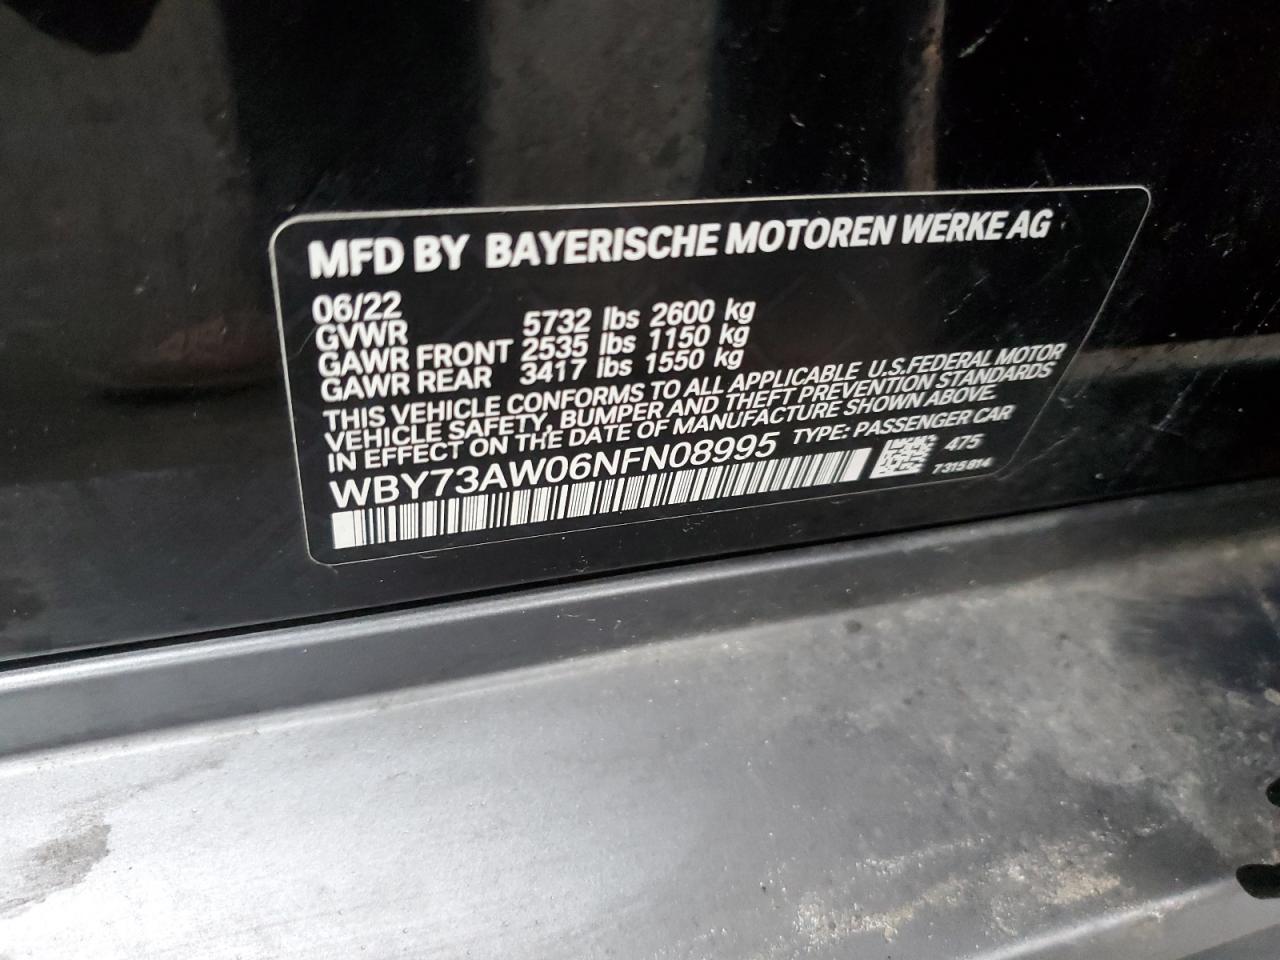 MFD BY BAYERISCHE MOTOREN WERKE AG
06/22
GVWR 5732 lbs 2600 kg
GAWR FRONT 2535 lbs 1150 kg
GAWR REAR 3417 lbs 1550 kg
THIS VEHICLE CONFORMS TO ALL APPLICABLE U.S.FEDERAL MOTOR
VEHICLE SAFETY, BUMPER AND THEFT PREVENTION STANDARDS
IN EFFECT ON THE DATE OF MANUFACTURE SHOWN ABOVE.
WBY73AW06NFN08995 TYPE: PASSENGER CAR
475
7315814